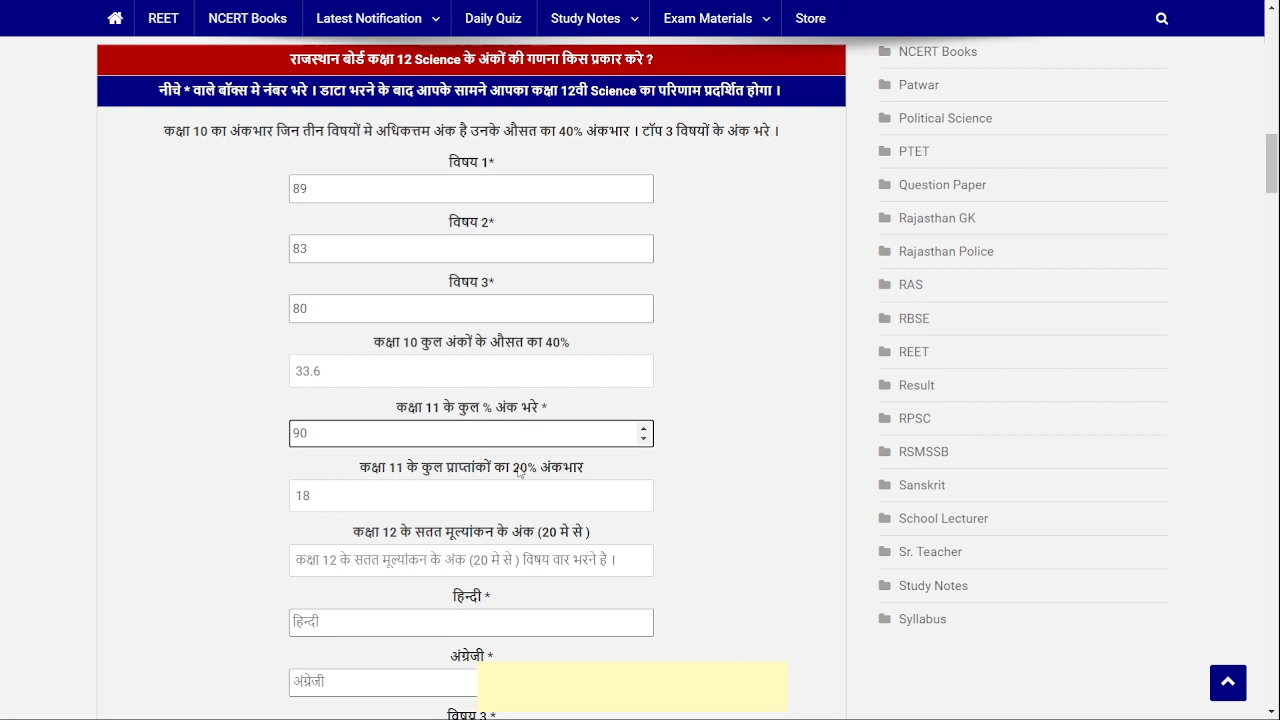 REET NCERT Books Latest Notification Daily Quiz Study Notes Exam Materials Store
राजस्थान बोर्ड कक्षा 12 Science के अंकों की गणना किस प्रकार करे ?
नीचे * वाले बॉक्स मे नंबर भरे । डाटा भरने के बाद आपके सामने आपका कक्षा 12वी Science का परिणाम प्रदर्शित होगा ।
कक्षा 10 का अंकभार जिन तीन विषयों मे अधिकत्तम अंक है उनके औसत का 40% अंकभार । टॉप 3 विषयों के अंक भरे ।
विषय 1*
89
विषय 2*
83
विषय 3*
80
कक्षा 10 कुल अंकों के औसत का 40%
33.6
कक्षा 11 के कुल % अंक भरे *
90
कक्षा 11 के कुल प्राप्तांकों का 20% अंकभार
18
कक्षा 12 के सतत मूल्यांकन के अंक (20 मे से )
कक्षा 12 के सतत मूल्यांकन के अंक (20 मे से ) विषय वार भरने है ।
हिन्दी *
हिन्दी
अंग्रेजी *
अंग्रेजी
विषय 3 *
NCERT Books
Patwar
Political Science
PTET
Question Paper
Rajasthan GK
Rajasthan Police
RAS
RBSE
REET
Result
RPSC
RSMSSB
Sanskrit
School Lecturer
Sr. Teacher
Study Notes
Syllabus